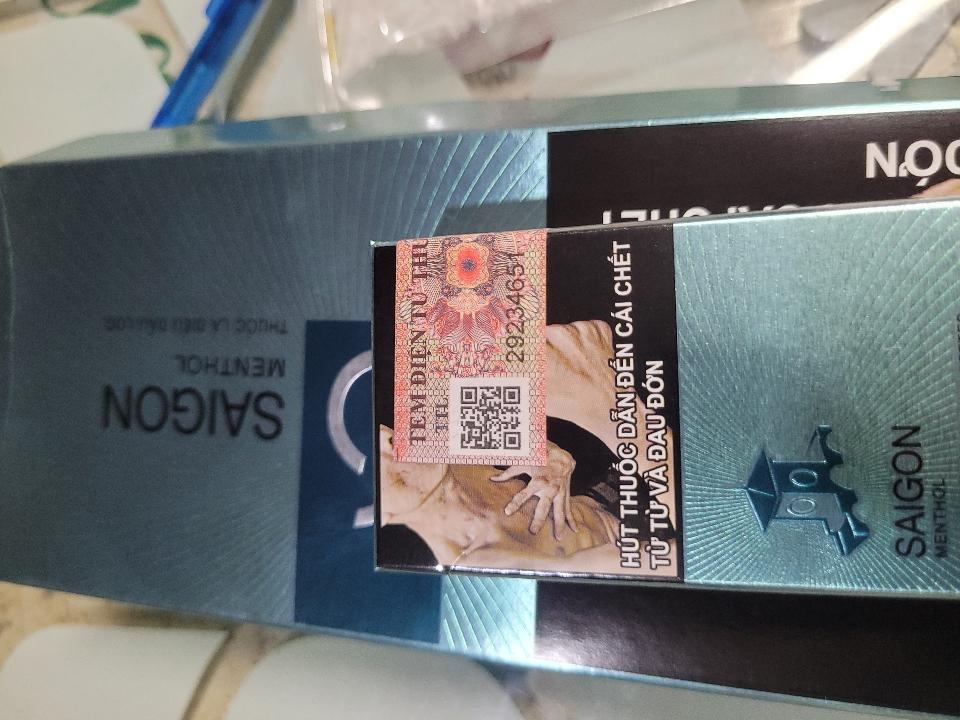 SAIGON
MENTHOL
THUỐC LÁ ĐIẾU ĐẦU LỌC
TEM ĐIỆN TỬ THU
29234651
HÚT THUỐC DẪN ĐẾN CÁI CHẾT
TỪ TỪ VÀ ĐAU ĐỚN
SAIGON
MENTHOL